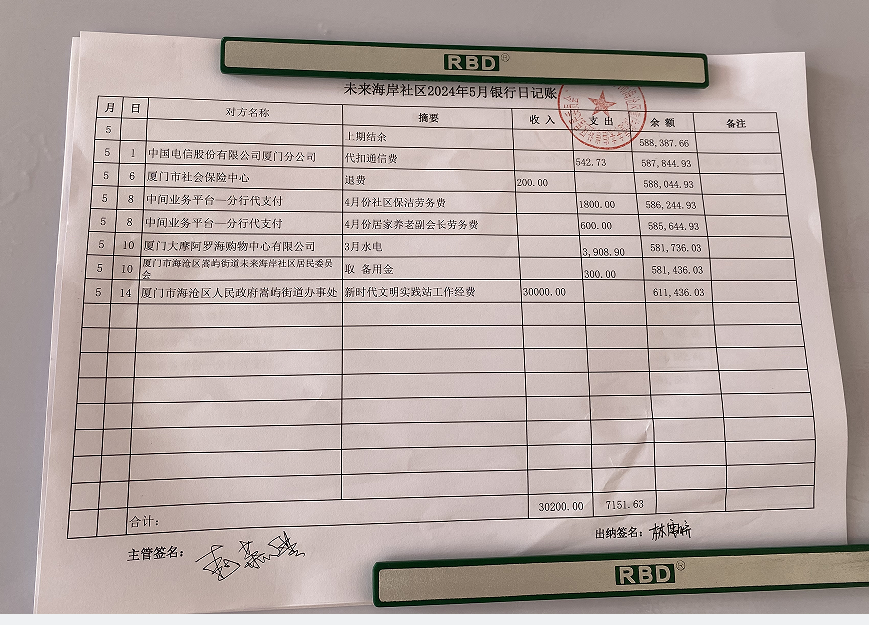 RBD®
未来海岸社区2024年5月银行日记账
月 日 对方名称 摘要 收入 支出 余额 备注
5 上期结余 588,387.66
5 1 中国电信股份有限公司厦门分公司 代扣通信费 542.73 587,844.93
5 6 厦门市社会保险中心 退费 200.00 588,044.93
5 8 中间业务平台—分行代支付 4月份社区保洁劳务费 1800.00 586,244.93
5 8 中间业务平台—分行代支付 4月份居家养老副会长劳务费 600.00 585,644.93
5 10 厦门大摩阿罗海购物中心有限公司 3月水电 3,908.90 581,736.03
5 10 厦门市海沧区嵩屿街道未来海岸社区居民委员会 取 备用金 300.00 581,436.03
5 14 厦门市海沧区人民政府嵩屿街道办事处 新时代文明实践站工作经费 30000.00 611,436.03
合计: 30200.00 7151.63
主管签名:
出纳签名:
RBD®